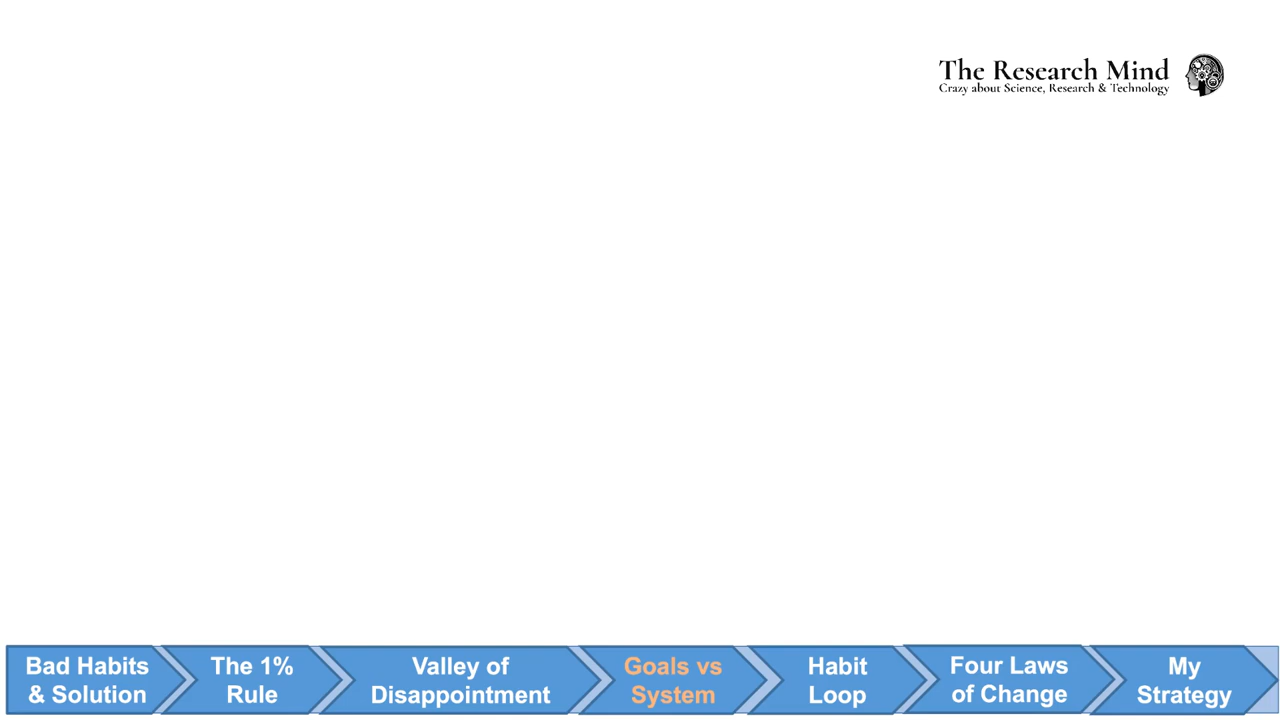 The Research Mind
Crazy about Science, Research & Technology
Bad Habits
& Solution
The 1%
Rule
Valley of
Disappointment
Goals vs
System
Habit
Loop
Four Laws
of Change
My
Strategy